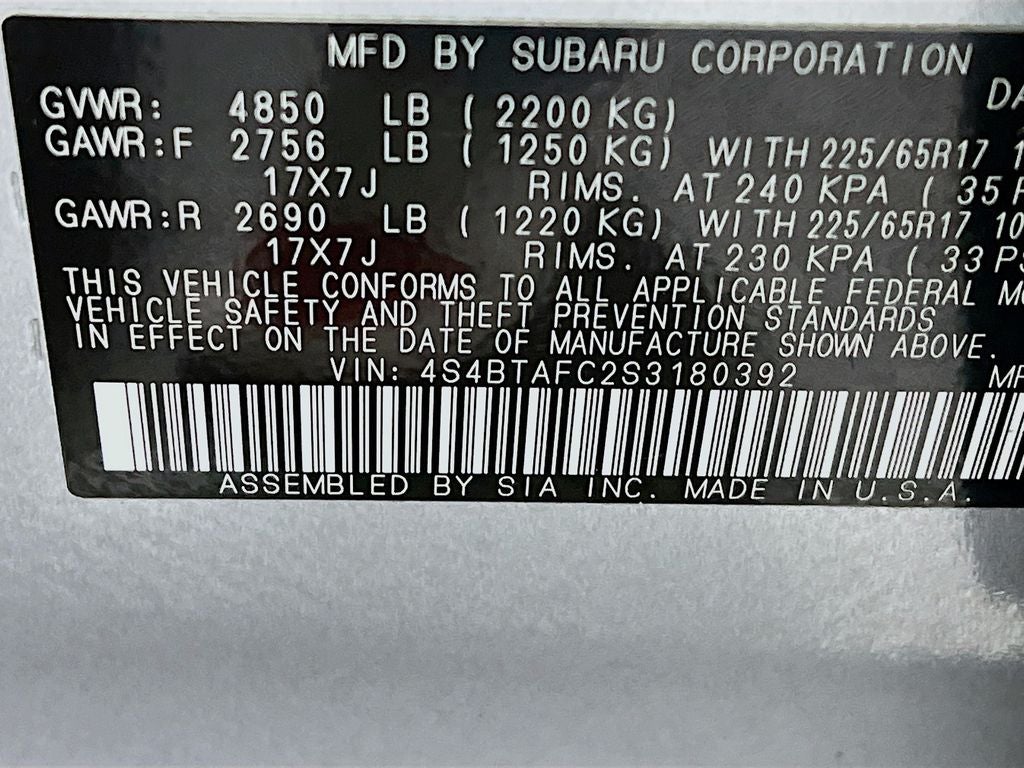 MFD BY SUBARU CORPORATION
GVWR: 4850 LB ( 2200 KG)
GAWR:F 2756 LB ( 1250 KG) WITH 225/65R17
17X7J RIMS. AT 240 KPA ( 35
GAWR:R 2690 LB ( 1220 KG) WITH 225/65R17
17X7J RIMS. AT 230 KPA ( 33
THIS VEHICLE CONFORMS TO ALL APPLICABLE FEDERAL
VEHICLE SAFETY AND THEFT PREVENTION STANDARDS
IN EFFECT ON THE DATE OF MANUFACTURE SHOWN ABOVE.
VIN: 4S4BTAFC2S3180392
ASSEMBLED BY SIA INC. MADE IN U.S.A.